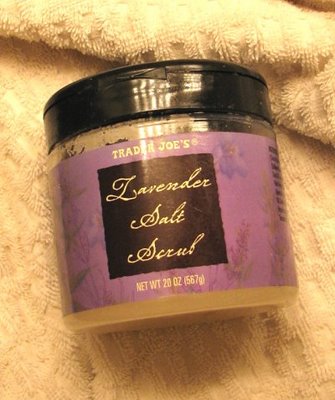 TRADER JOE'S®
Lavender
Salt
Scrub
NET WT 20 OZ (567g)